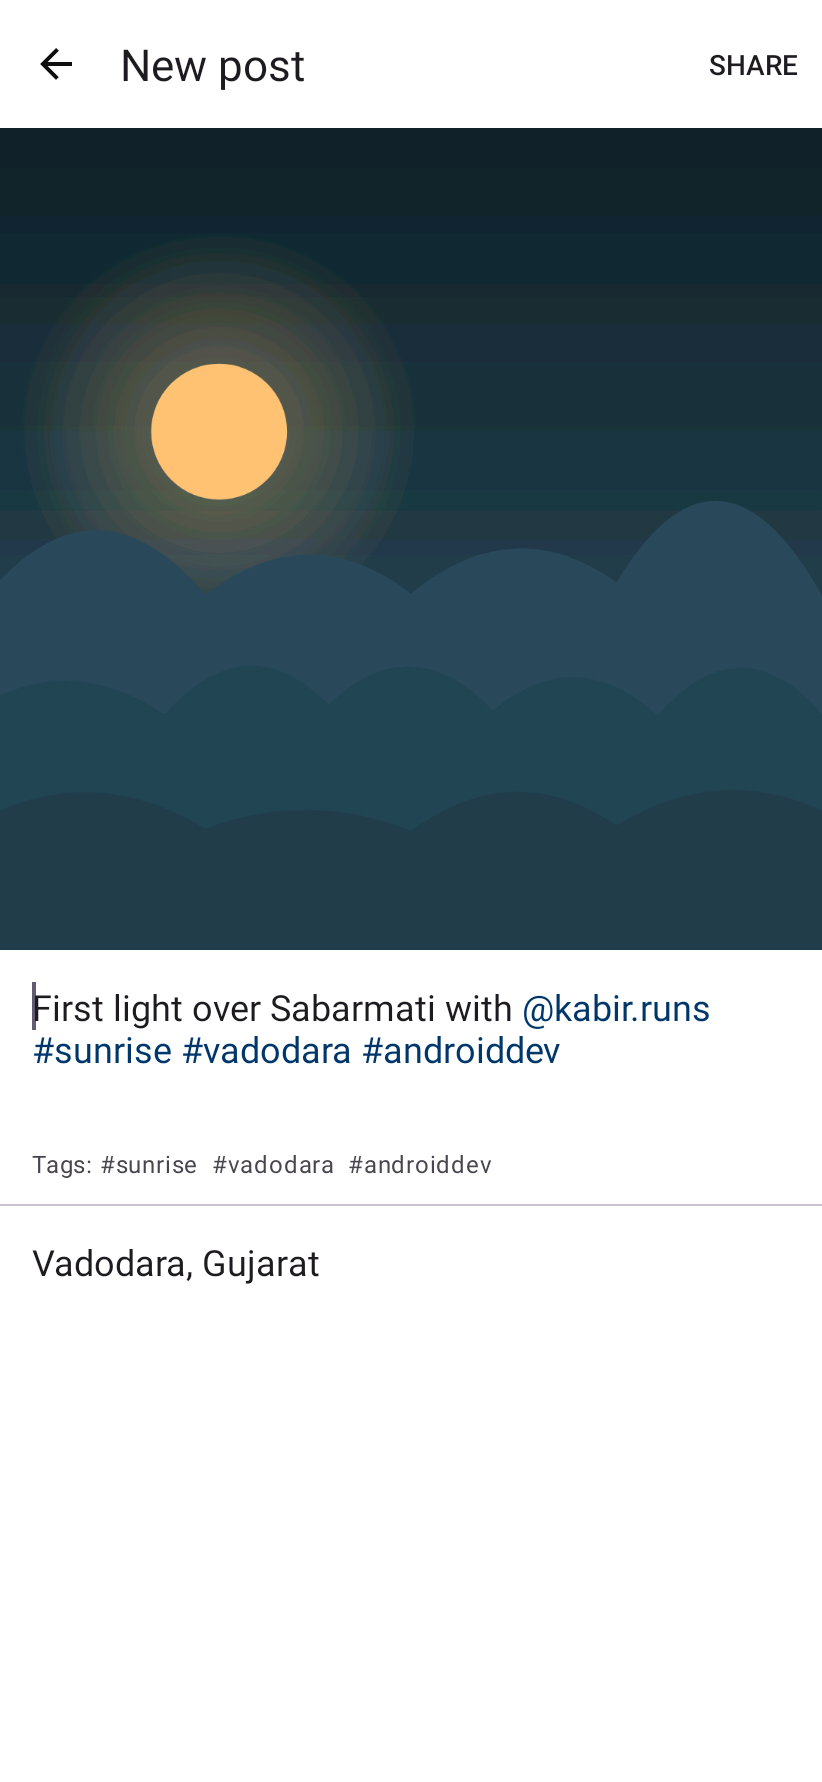 New post
SHARE
First light over Sabarmati with @kabir.runs
#sunrise #vadodara #androiddev
Tags: #sunrise #vadodara #androiddev
Vadodara, Gujarat